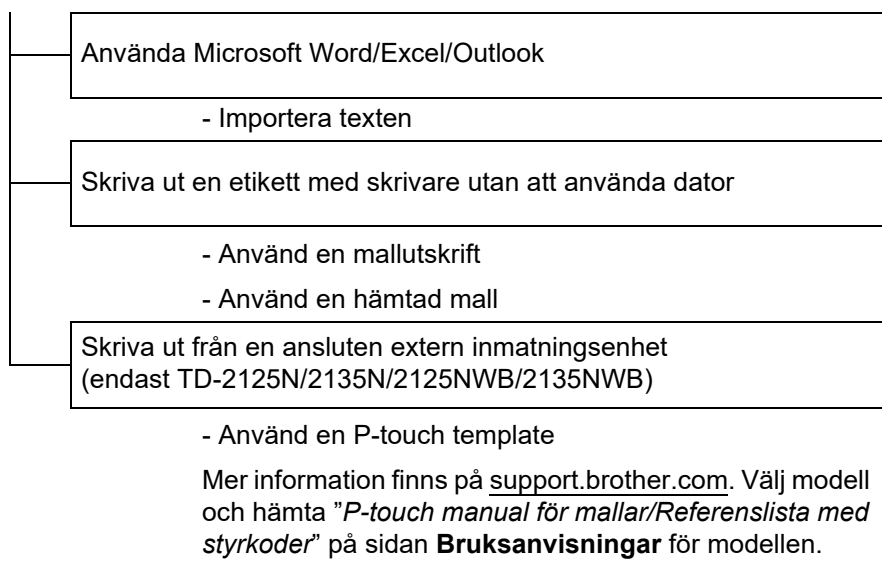 Använda Microsoft Word/Excel/Outlook
- Importera texten
Skriva ut en etikett med skrivare utan att använda dator
- Använd en mallutskrift
- Använd en hämtad mall
Skriva ut från en ansluten extern inmatningsenhet
(endast TD-2125N/2135N/2125NWB/2135NWB)
- Använd en P-touch template
Mer information finns på support.brother.com. Välj modell
och hämta ”P-touch manual för mallar/Referenslista med
styrkoder” på sidan Bruksanvisningar för modellen.